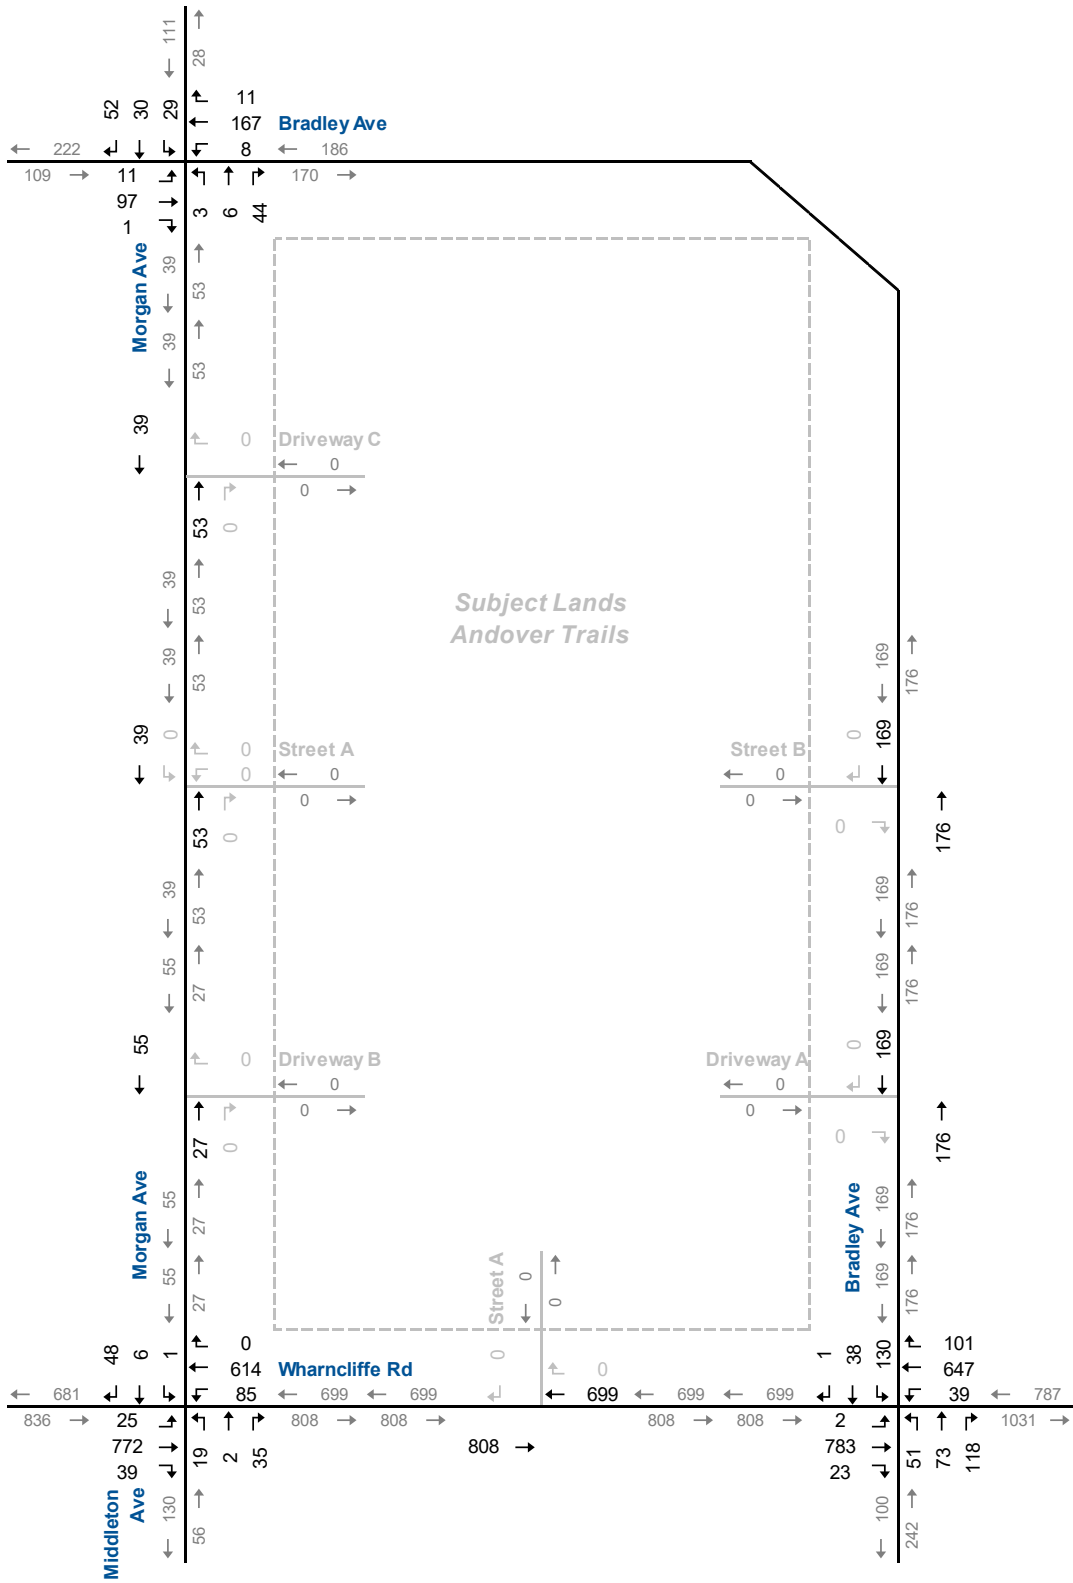 111
28
52 30 29 11
167 Bradley Ave
222 8 186
109 11 170
97 3 6 44
1
Morgan Ave
39 53
39 53
39
0 Driveway C
0
0
53 0
Subject Lands
Andover Trails
39 53
39 53
169 176
39 0 0 Street A
0 0
0
53 0
Street B 0 169
0
0
0 176
39 53
55 27
169 176
169 176
55
0 Driveway B
0
0
27 0
Driveway A 0 169
0
0
0 176
Morgan Ave
55 27
55 27
Street A
0 0
Bradley Ave
169 176
169 176
48 6 1 0
614 Wharncliffe Rd
0 0
1 38 130 101
647
681 85 699 699 699 699 699 39 787
836 25 808 808 808 808 2 1031
772 19 2 35 808 783 51 73 118
39 23
Middleton
Ave
130 56
100 242